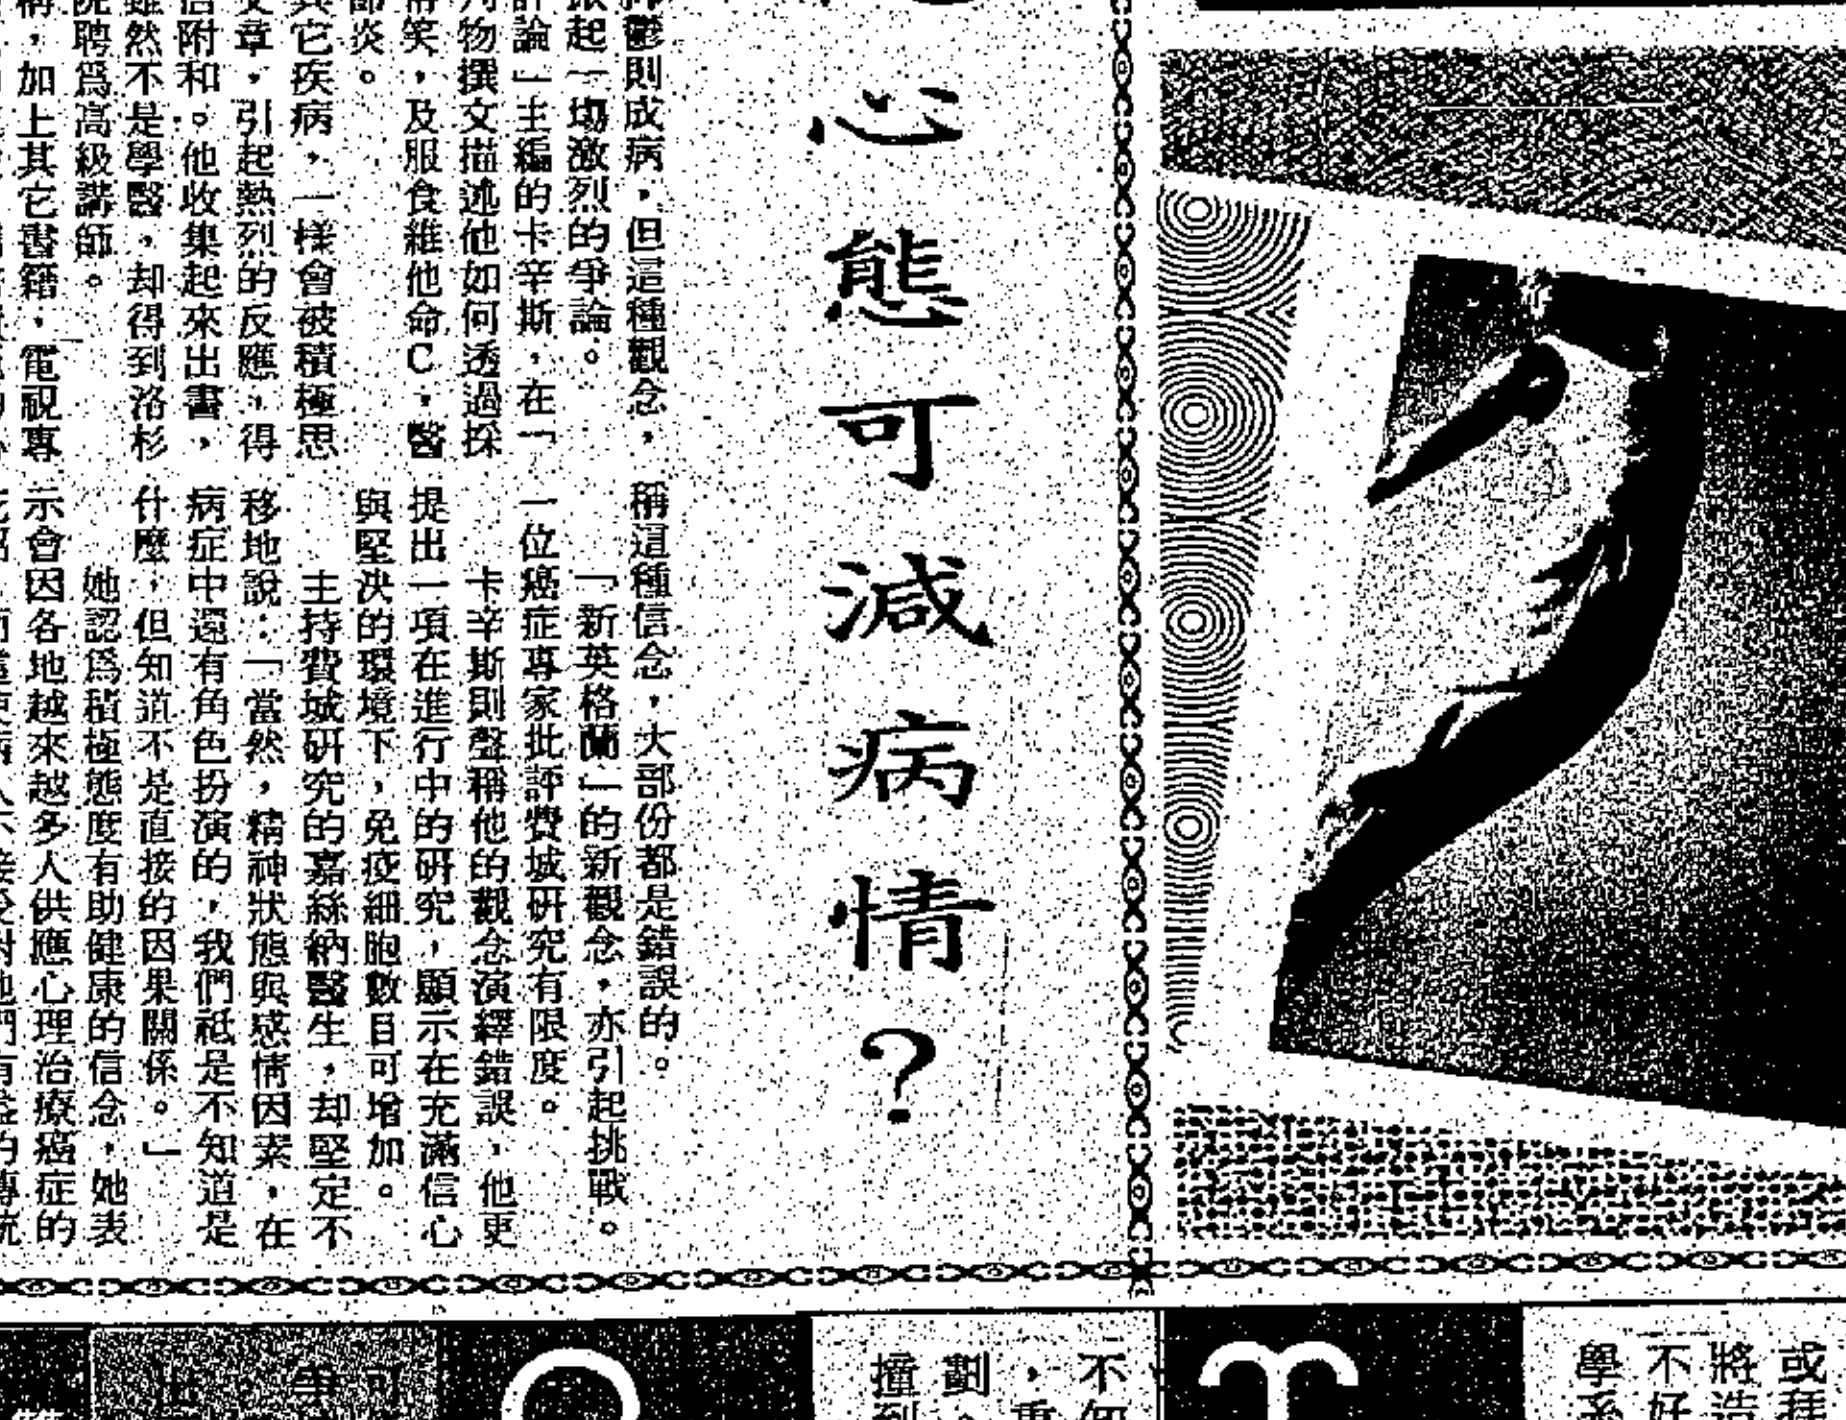 心態可減病情？
鬱則成病，但這種觀念，
起一場激烈的爭論。
評論」主編的卡辛斯，在「
物撰文描述他如何透過採
笑，及服食維他命C，醫
節炎。
其它疾病，一樣會被積極思
文章，引起熱烈的反應，得
信附和。他收集起來出書，
雖然不是學醫，却得到洛杉
院聘爲高級講師。
，加上其它書籍，電視專
稱這種信念，大部份都是錯誤的。
「新英格蘭」的新觀念，亦引起挑戰。
一位癌症專家批評費城研究有限度。
卡辛斯則聲稱他的觀念演繹錯誤，他更
提出一項在進行中的研究，顯示在充滿信心
與堅决的環境下，免疫細胞數目可增加。
主持費城研究的嘉絲納醫生，却堅定不
移地說：「當然，精神狀態與感情因素，在
病症中還有角色扮演的，我們祗是不知道是
什麼，但知道不是直接的因果關係。」
她認爲積極態度有助健康的信念，她表
示會因各地越來越多人供應心理治療癌症的
或
將造
不好
學
不
，
劃
撞